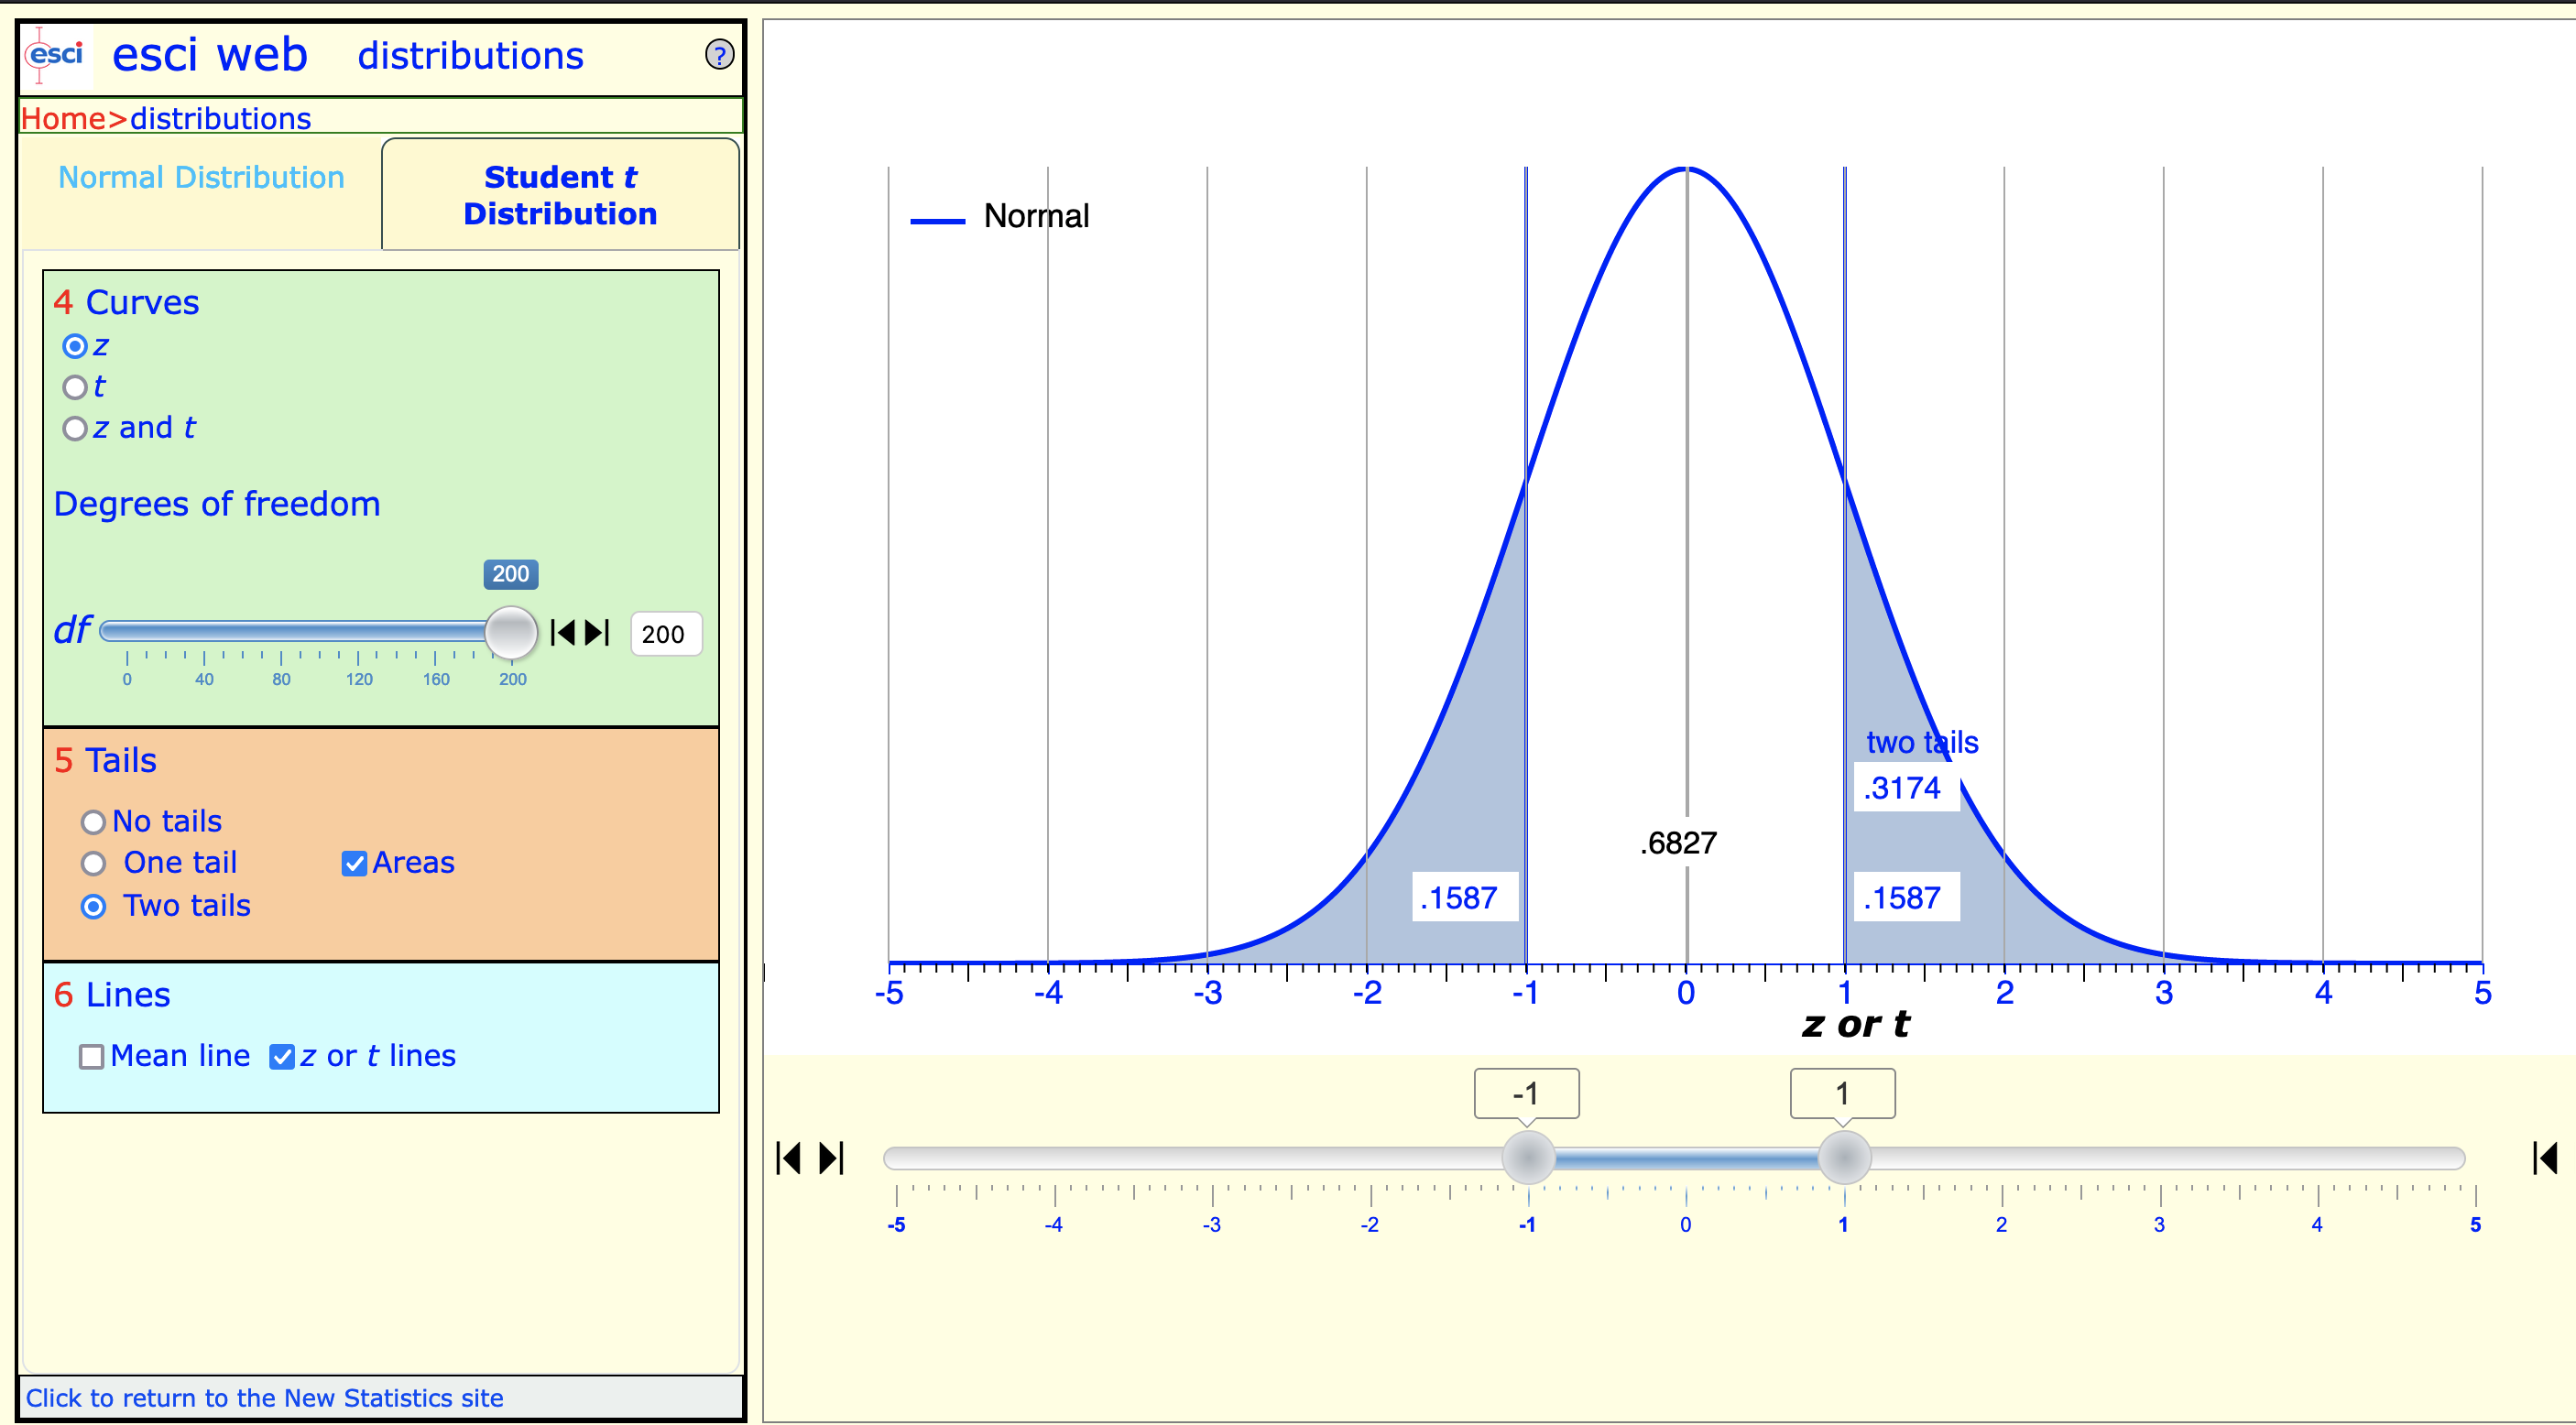 esci esci web distributions ?
Home>distributions
Normal Distribution
Student t
Distribution
4 Curves
z
t
z and t
Degrees of freedom
200
df 200
0 40 80 120 160 200
5 Tails
No tails
One tail Areas
Two tails
6 Lines
Mean line z or t lines
Click to return to the New Statistics site
Normal
two tails
.3174
.6827
.1587 .1587
-5 -4 -3 -2 -1 0 1 2 3 4 5
z or t
-1 1
-5 -4 -3 -2 -1 0 1 2 3 4 5